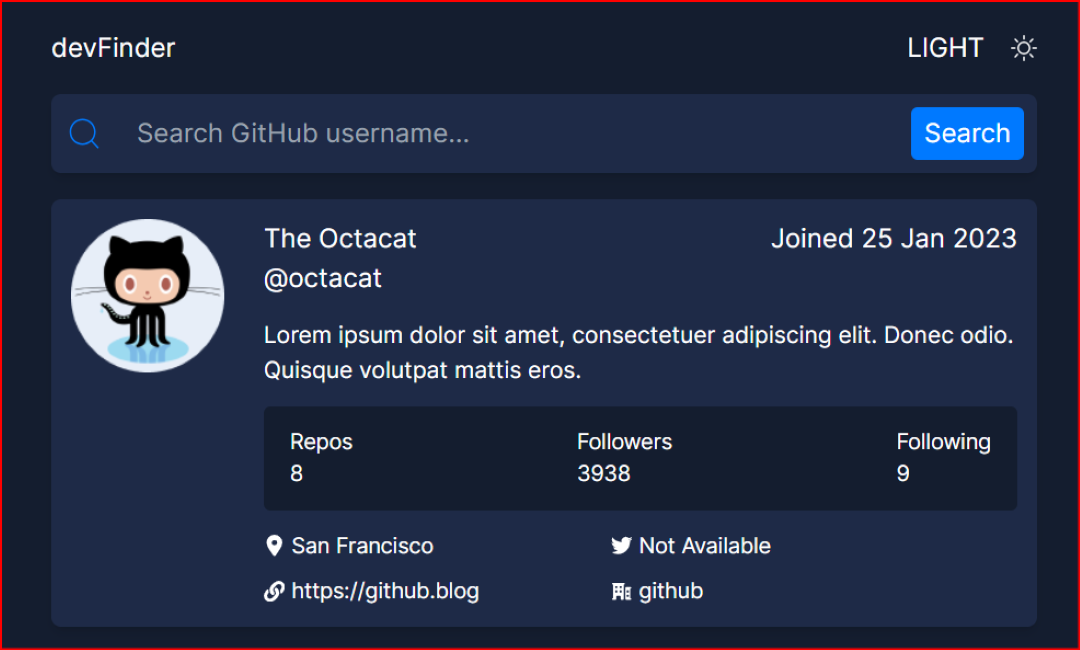 devFinder
LIGHT
Search GitHub username...
Search
The Octacat
Joined 25 Jan 2023
@octacat
Lorem ipsum dolor sit amet, consectetuer adipiscing elit. Donec odio.
Quisque volutpat mattis eros.
Repos
Followers
Following
8
3938
9
San Francisco
Not Available
https://github.blog
github